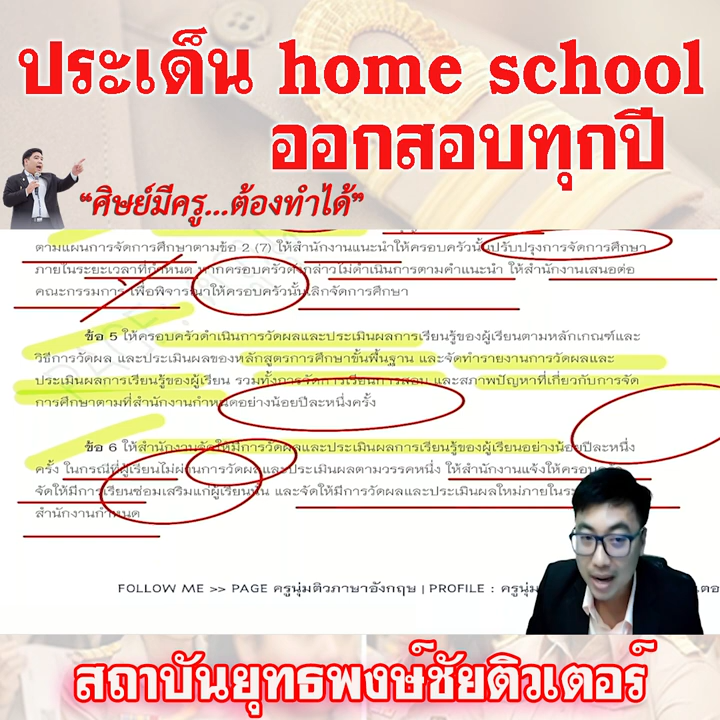 ประเด็น home school
ออกสอบทุกปี
“ศิษย์มีครู...ต้องทำได้”
ตามแผนการจัดการศึกษาตามข้อ 2 (7) ให้สำนักงานแนะนำให้ครอบครัวนั้นปรับปรุงการจัดการศึกษา
ภายในระยะเวลาที่กำหนด หากครอบครัวดังกล่าวไม่ดำเนินการตามคำแนะนำ ให้สำนักงานเสนอต่อ
คณะกรรมการ เพื่อพิจารณาให้ครอบครัวนั้นเลิกจัดการศึกษา
ข้อ 5 ให้ครอบครัวดำเนินการวัดผลและประเมินผลการเรียนรู้ของผู้เรียนตามหลักเกณฑ์และ
วิธีการวัดผล และประเมินผลของหลักสูตรการศึกษาขั้นพื้นฐาน และจัดทำรายงานการวัดผลและ
ประเมินผลการเรียนรู้ของผู้เรียน รวมทั้งการจัดการเรียนการสอน และสภาพปัญหาที่เกี่ยวกับการจัด
การศึกษาตามที่สำนักงานกำหนดอย่างน้อยปีละหนึ่งครั้ง
ข้อ 6 ให้สำนักงานจัดให้มีการวัดผลและประเมินผลการเรียนรู้ของผู้เรียนอย่างน้อยปีละหนึ่ง
ครั้ง ในกรณีที่ผู้เรียนไม่ผ่านการวัดผลและประเมินผลตามวรรคหนึ่ง ให้สำนักงานแจ้งให้ครอบครัว
จัดให้มีการเรียนซ่อมเสริมแก่ผู้เรียนนั้น และจัดให้มีการวัดผลและประเมินผลใหม่ภายใน
สำนักงานกำหนด
FOLLOW ME >> PAGE ครูนุ่มติวภาษาอังกฤษ | PROFILE : ครูนุ่ม
สถาบันยุทธพงษ์ชัยติวเตอร์